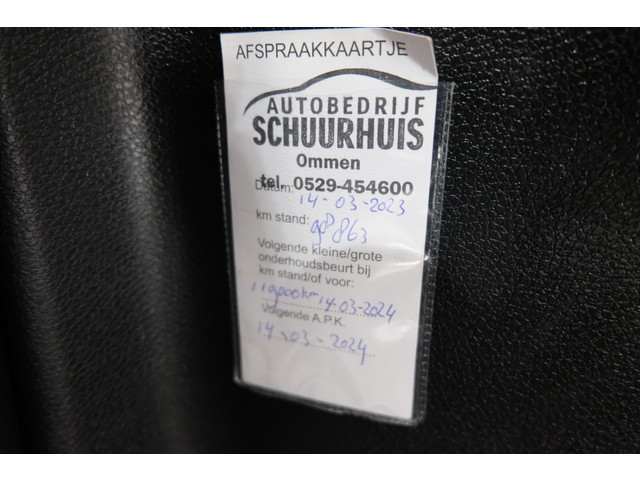 AFSPRAAKKAARTJE
AUTOBEDRIJF
SCHUURHUIS
Ommen
tel. 0529-454600
Datum: 14-03-2023
km stand: 98863
Volgende kleine/grote
onderhoudsbeurt bij
km stand/of voor:
14-03-2024
Volgende A.P.K.
14-03-2024